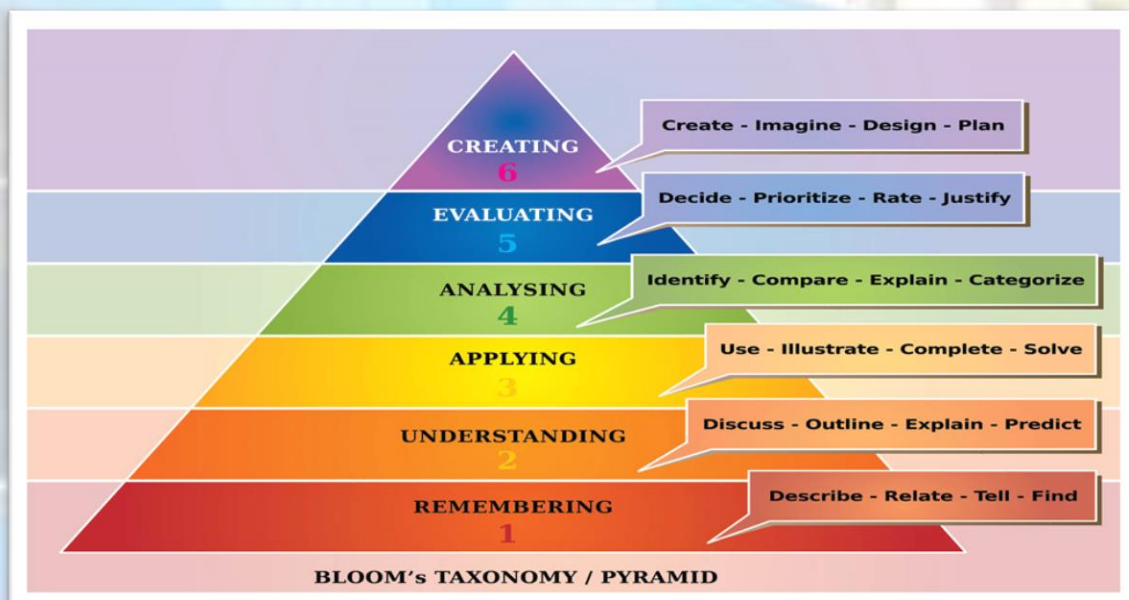 CREATING
6
Create - Imagine - Design - Plan
EVALUATING
5
Decide - Prioritize - Rate - Justify
ANALYSING
4
Identify - Compare - Explain - Categorize
APPLYING
3
Use - Illustrate - Complete - Solve
UNDERSTANDING
2
Discuss - Outline - Explain - Predict
REMEMBERING
1
Describe - Relate - Tell - Find
BLOOM's TAXONOMY / PYRAMID